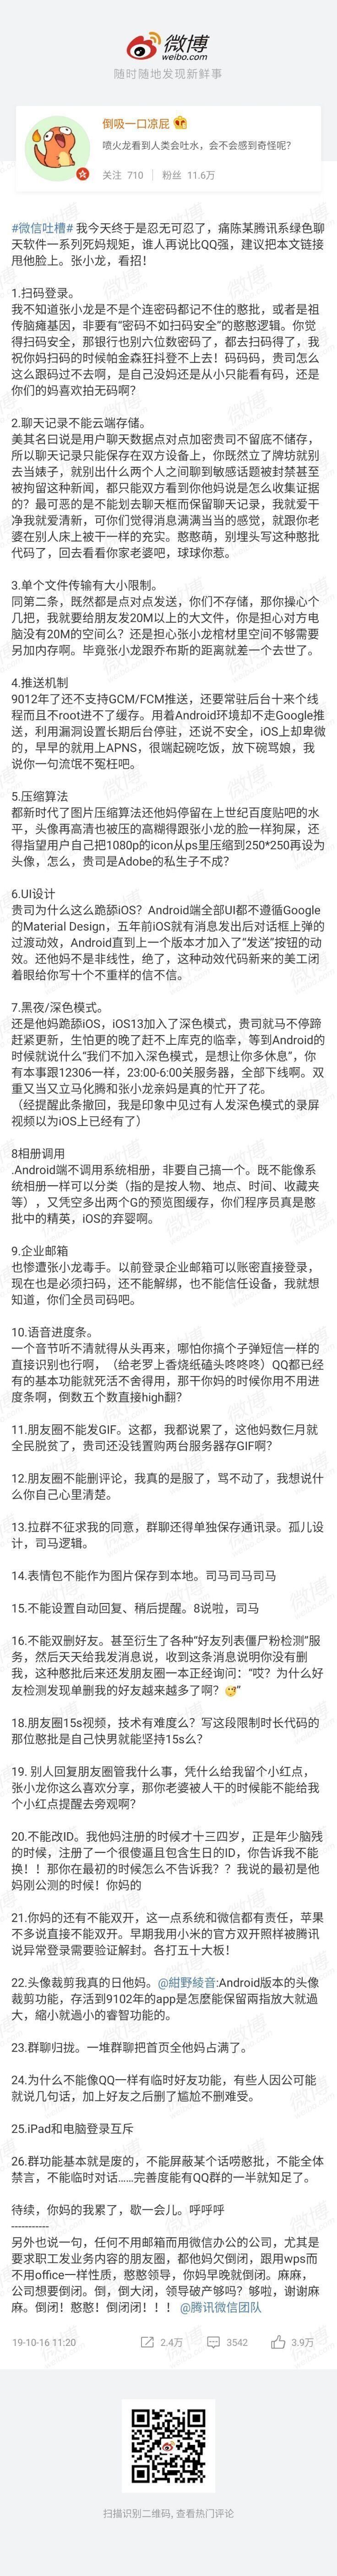 微博
weibo.com
随时随地发现新鲜事
倒吸一口凉屁
喷火龙看到人类会吐水，会不会感到奇怪呢?
关注 710 | 粉丝 11.6万
#微信吐槽# 我今天终于是忍无可忍了，痛陈某腾讯系绿色聊
天软件一系列死妈规矩，谁人再说比QQ强，建议把本文链接
甩他脸上。张小龙，看招！
1.扫码登录。
我不知道张小龙是不是个连密码都记不住的憨批，或者是祖
传脑瘫基因，非要有“密码不如扫码安全“的憨憨逻辑。你觉
得扫码安全，那银行也别六位数密码了，都去扫码得了，我
祝你妈扫码的时候帕金森狂抖登不上去！码码码，贵司怎么
这么跟码过不去啊，是自己没妈还是从小只能看有码，还是
你们的妈喜欢拍无码啊?
2.聊天记录不能云端存储。
美其名曰说是用户聊天数据点对点加密贵司不留底不储存，
所以聊天记录只能保存在双方设备上，你既然立了牌坊就别
去当婊子，就别出什么两个人之间聊到敏感话题被封禁甚至
被拘留这种新闻，都只能双方看到你他妈说是怎么收集证据
的？最可恶的是不能划去聊天框而保留聊天记录，我就爱干
净我就爱清新，可你们觉得消息满满当当的感觉，就跟你老
婆在别人床上被干一样的充实。憨憨萌，别埋头写这种憨批
代码了，回去看看你家老婆吧，球球你惹。
3.单个文件传输有大小限制。
同第二条，既然都是点对点发送，你们不存储，那你操心个
几把，我就要给朋友发20M以上的大文件，你是担心对方电
脑没有20M的空间么？还是担心张小龙棺材里空间不够需要
另加内存啊。毕竟张小龙跟乔布斯的距离就差一个去世了。
4.推送机制
9012年了还不支持GCM/FCM推送，还要常驻后台十来个线
程而且不root进不了缓存。用着Android环境却不走Google推
送，利用漏洞设置长期后台停驻，还说不安全，iOS上却卑微
的，早早的就用上APNS，很端起碗吃饭，放下碗骂娘，我
说你一句流氓不冤枉吧。
5.压缩算法
都新时代了图片压缩算法还他妈停留在上世纪百度贴吧的水
平，头像再高清也被压的高糊得跟张小龙的脸一样狗屎，还
得指望用户自己把1080p的icon从ps里压缩到250*250再设为
头像，怎么，贵司是Adobe的私生子不成？
6.UI设计
贵司为什么这么跪舔iOS？Android端全部UI都不遵循Google
的Material Design，五年前iOS就有消息发出后对话框上弹的
过渡动效，Android直到上一个版本才加入了“发送”按钮的动
效。还他妈不是非线性，绝了，这种动效代码新来的美工闭
着眼给你写十个不重样的信不信。
7.黑夜/深色模式。
还是他妈跪舔iOS，iOS13加入了深色模式，贵司就马不停蹄
赶紧更新，生怕更的晚了赶不上库克的临幸，等到Android的
时候就说什么“我们不加入深色模式，是想让你多休息”，你
有本事跟12306一样，23:00-6:00关服务器，全部下线啊。双
重又当又立马化腾和张小龙亲妈是真的忙开了花。
（经提醒此条撤回，我是印象中见过有人发深色模式的录屏
视频以为iOS上已经有了）
8相册调用
.Android端不调用系统相册，非要自己搞一个。既不能像系
统相册一样可以分类（指的是按人物、地点、时间、收藏夹
等），又凭空多出两个G的预览图缓存，你们程序员真是憨
批中的精英，iOS的弃婴啊。
9.企业邮箱
也惨遭张小龙毒手。以前登录企业邮箱可以账密直接登录，
现在也是必须扫码，还不能解绑，也不能信任设备，我就想
知道，你们全员司码吧。
10.语音进度条。
一个音节听不清就得从头再来，哪怕你搞个子弹短信一样的
直接识别也行啊，（给老罗上香烧纸磕头咚咚咚）QQ都已经
有的基本功能就死活不舍得用，那干你妈的时候你用不用进
度条啊，倒数五个数直接high翻？
11.朋友圈不能发GIF。这都，我都说累了，这他妈数仨月就
全民脱贫了，贵司还没钱置购两台服务器存GIF啊？
12.朋友圈不能删评论，我真的是服了，骂不动了，我想说什
么你自己心里清楚。
13.拉群不征求我的同意，群聊还得单独保存通讯录。孤儿设
计，司马逻辑。
14.表情包不能作为图片保存到本地。司马司马司马
15.不能设置自动回复、稍后提醒。8说啦，司马
16.不能双删好友。甚至衍生了各种“好友列表僵尸粉检测”服
务，然后天天给我发消息说，收到这条消息说明你没有删
我，这种憨批后来还发朋友圈一本正经询问：“哎？为什么好
友检测发现单删我的好友越来越多了啊？”
18.朋友圈15s视频，技术有难度么？写这段限制时长代码的
那位憨批是自己快男就能坚持15s么？
19. 别人回复朋友圈管我什么事，凭什么给我留个小红点，
张小龙你这么喜欢分享，那你老婆被人干的时候能不能给我
个小红点提醒去旁观啊？
20.不能改ID。我他妈注册的时候才十三四岁，正是年少脑残
的时候，注册了一个很傻逼且包含生日的ID，你告诉我不能
换！！那你在最初的时候怎么不告诉我？？我说的最初是他
妈刚公测的时候！你妈的
21.你妈的还有不能双开，这一点系统和微信都有责任，苹果
不多说直接不能双开。早期我用小米的官方双开照样被腾讯
说异常登录需要验证解封。各打五十大板！
22.头像裁剪我真的日他妈。@紺野綾音:Android版本的头像
裁剪功能，存活到9102年的app是怎麼能保留兩指放大就過
大，縮小就過小的睿智功能的。
23.群聊归拢。一堆群聊把首页全他妈占满了。
24.为什么不能像QQ一样有临时好友功能，有些人因公可能
就说几句话，加上好友之后删了尴尬不删难受。
25.iPad和电脑登录互斥
26.群功能基本就是废的，不能屏蔽某个话唠憨批，不能全体
禁言，不能临时对话……完善度能有QQ群的一半就知足了。
待续，你妈的我累了，歇一会儿。呼呼呼
-----------
另外也说一句，任何不用邮箱而用微信办公的公司，尤其是
要求职工发业务内容的朋友圈，都他妈欠倒闭，跟用wps而
不用office一样性质，憨憨领导，你妈早晚就倒闭。麻麻，
公司想要倒闭。倒，倒大闭，领导破产够吗？够啦，谢谢麻
麻。倒闭！憨憨！倒闭闭！！！ @腾讯微信团队
19-10-16 11:20 2.4万 3542 3.9万
扫描识别二维码, 查看热门评论